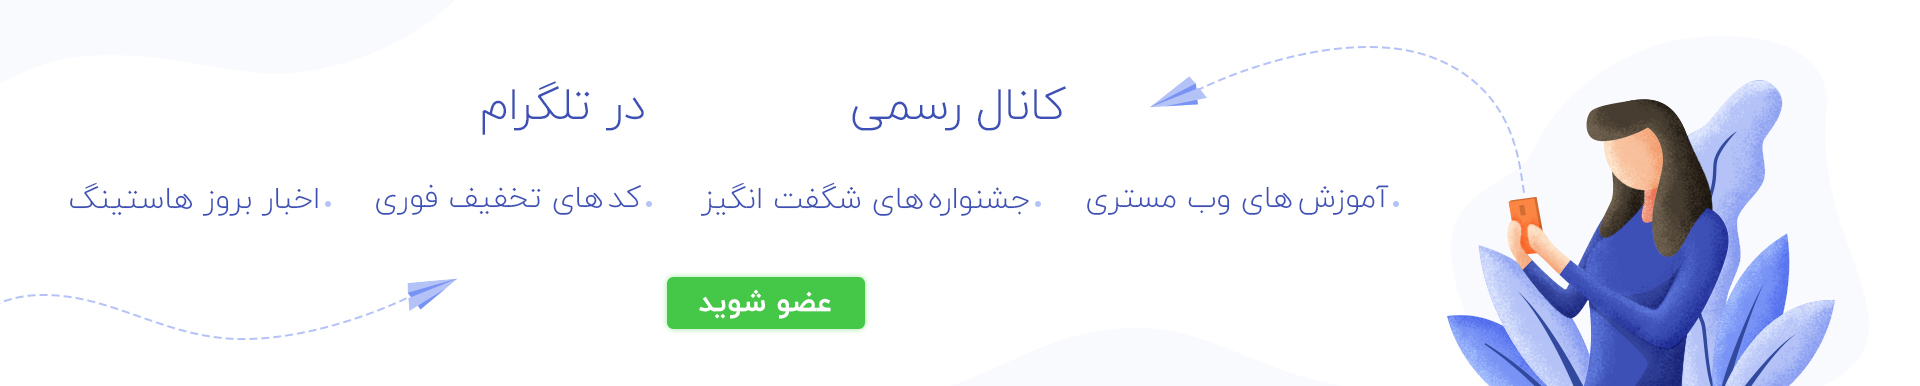 کانال رسمی در تلگرام
آموزش های وب مستری
جشنواره های شگفت انگیز
کد های تخفیف فوری
اخبار بروز هاستینگ
عضو شوید